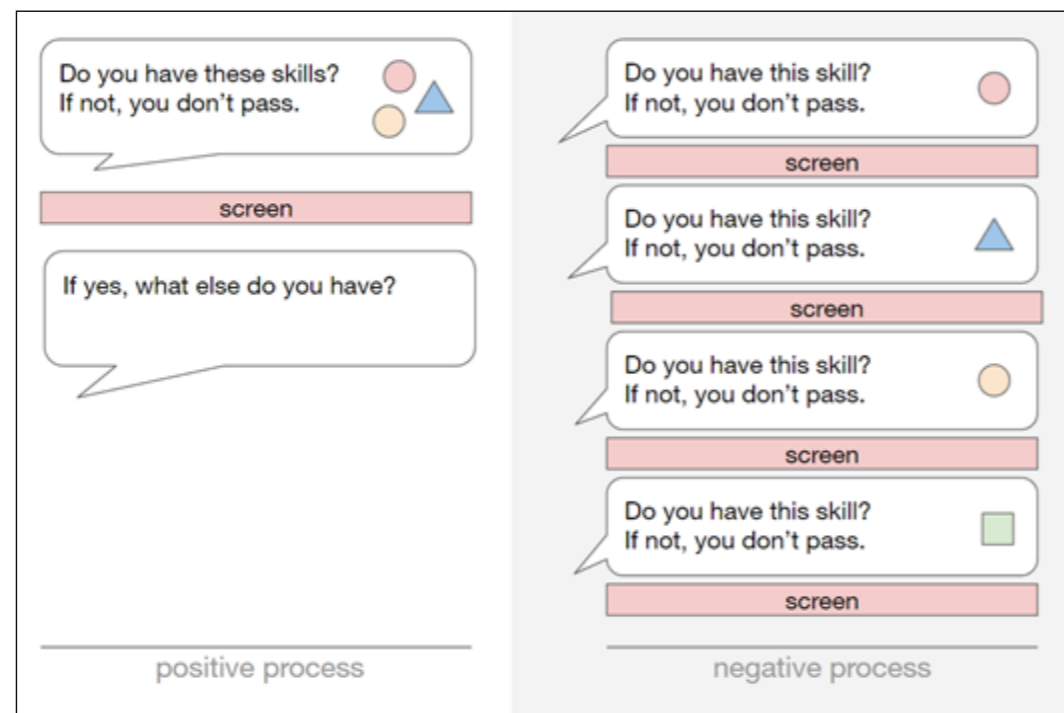 Do you have these skills?
If not, you don't pass.
screen
If yes, what else do you have?
positive process
Do you have this skill?
If not, you don't pass.
screen
Do you have this skill?
If not, you don't pass.
screen
Do you have this skill?
If not, you don't pass.
screen
Do you have this skill?
If not, you don't pass.
screen
negative process